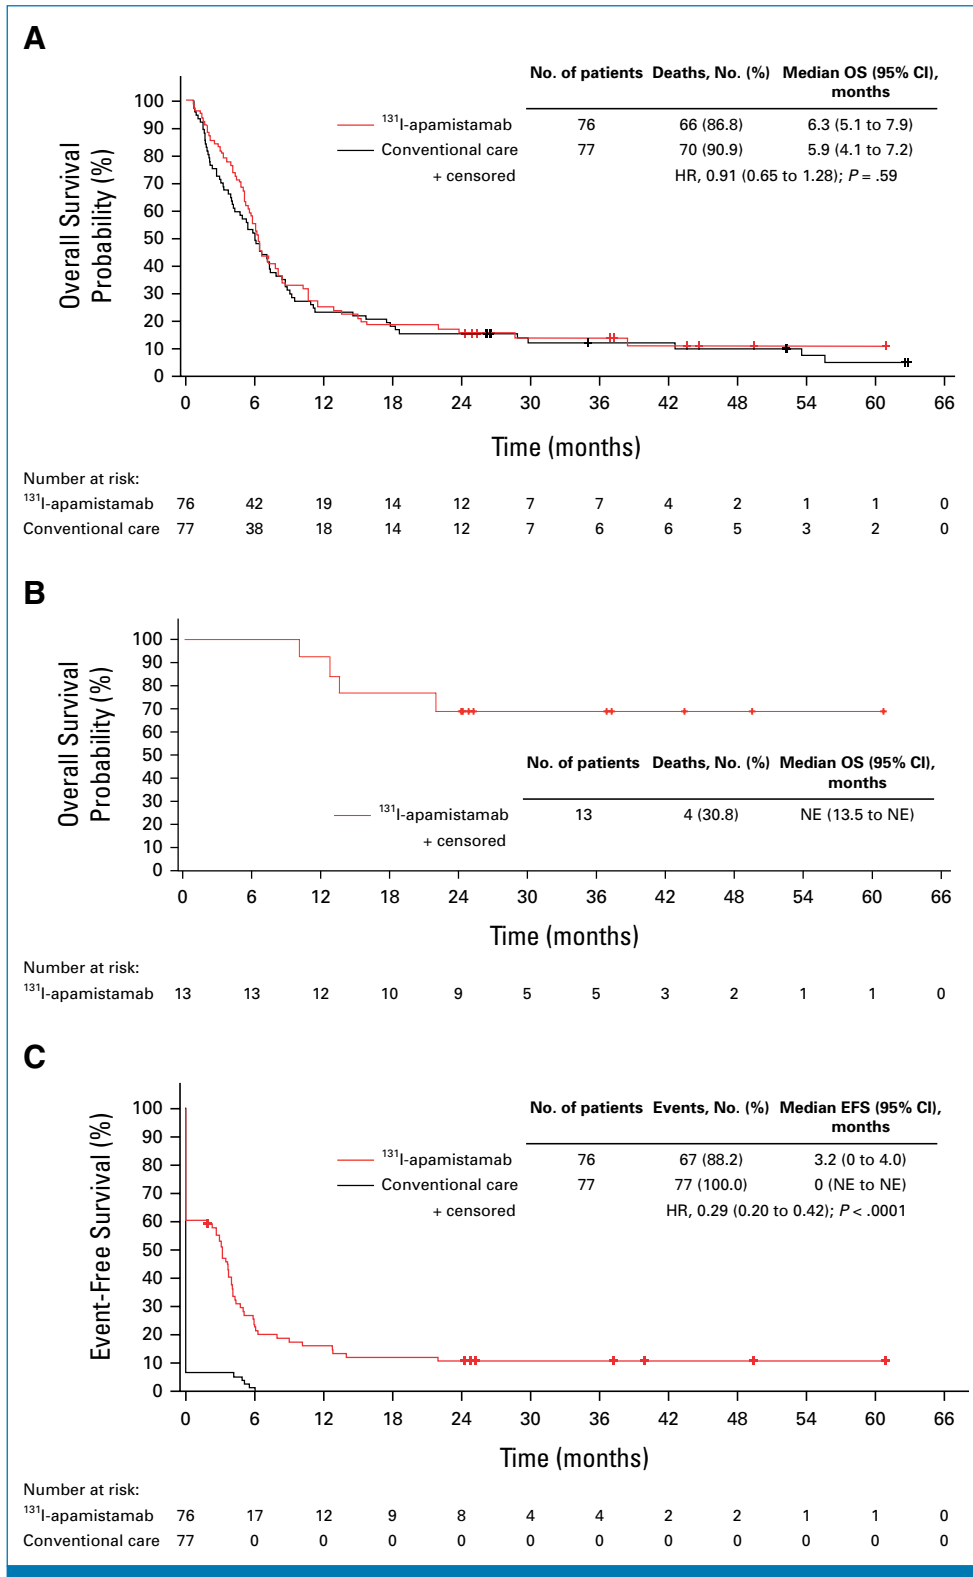 A
No. of patients Deaths, No. (%) Median OS (95% CI), months
¹³¹I-apamistamab 76 66 (86.8) 6.3 (5.1 to 7.9)
Conventional care 77 70 (90.9) 5.9 (4.1 to 7.2)
+ censored HR, 0.91 (0.65 to 1.28); P = .59
Overall Survival Probability (%)
100
90
80
70
60
50
40
30
20
10
0
0 6 12 18 24 30 36 42 48 54 60 66
Time (months)
Number at risk:
¹³¹I-apamistamab 76 42 19 14 12 7 7 4 2 1 1 0
Conventional care 77 38 18 14 12 7 6 6 5 3 2 0
B
Overall Survival Probability (%)
100
90
80
70
60
50
40
30
20
10
0
No. of patients Deaths, No. (%) Median OS (95% CI), months
¹³¹I-apamistamab 13 4 (30.8) NE (13.5 to NE)
+ censored
0 6 12 18 24 30 36 42 48 54 60 66
Time (months)
Number at risk:
¹³¹I-apamistamab 13 13 12 10 9 5 5 3 2 1 1 0
C
No. of patients Events, No. (%) Median EFS (95% CI), months
¹³¹I-apamistamab 76 67 (88.2) 3.2 (0 to 4.0)
Conventional care 77 77 (100.0) 0 (NE to NE)
+ censored HR, 0.29 (0.20 to 0.42); P < .0001
Event-Free Survival (%)
100
90
80
70
60
50
40
30
20
10
0
0 6 12 18 24 30 36 42 48 54 60 66
Time (months)
Number at risk:
¹³¹I-apamistamab 76 17 12 9 8 4 4 2 2 1 1 0
Conventional care 77 0 0 0 0 0 0 0 0 0 0 0